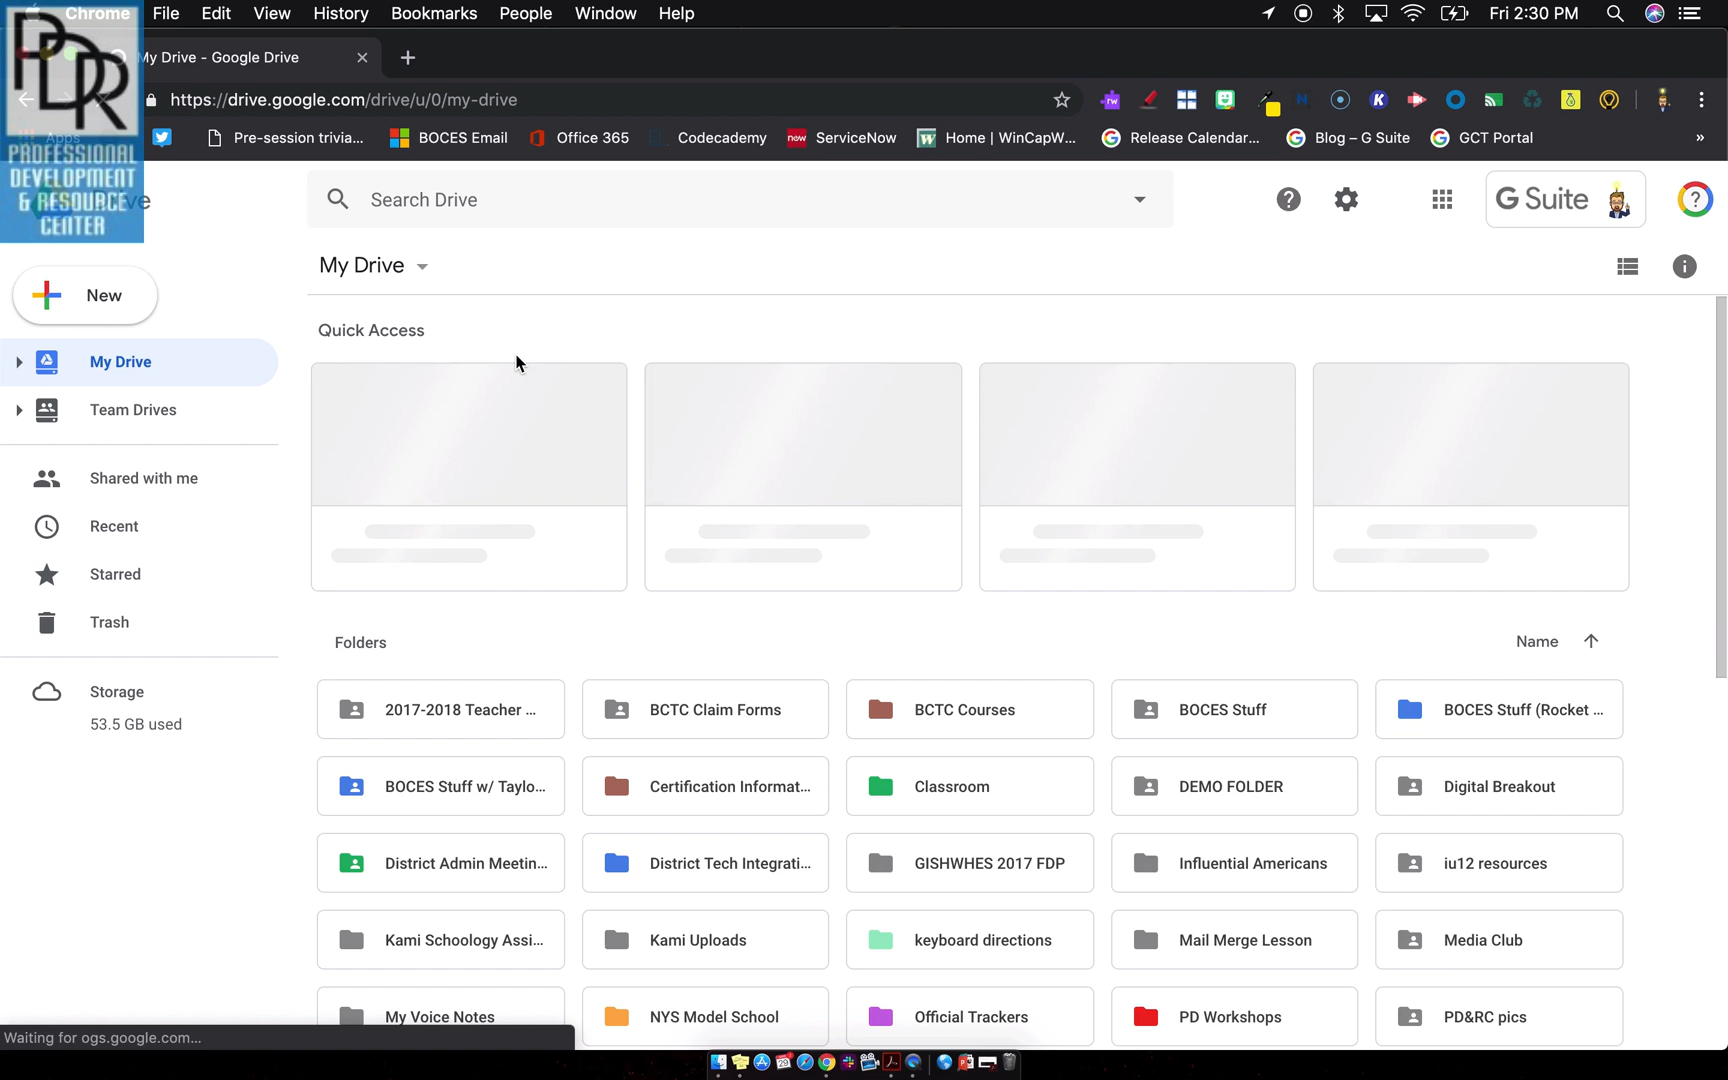 Chrome File Edit View History Bookmarks People Window Help Fri 2:30 PM
My Drive - Google Drive
https://drive.google.com/drive/u/0/my-drive
Apps Pre-session trivia... BOCES Email Office 365 Codecademy now ServiceNow Home | WinCapW... Release Calendar... Blog – G Suite GCT Portal »
PDR
PROFESSIONAL
DEVELOPMENT
& RESOURCE
CENTER
Search Drive
G Suite
My Drive
New
Quick Access
My Drive
Team Drives
Shared with me
Recent
Starred
Trash
Storage
53.5 GB used
Folders Name
2017-2018 Teacher ... BCTC Claim Forms BCTC Courses BOCES Stuff BOCES Stuff (Rocket ...
BOCES Stuff w/ Taylo... Certification Informat... Classroom DEMO FOLDER Digital Breakout
District Admin Meetin... District Tech Integrati... GISHWHES 2017 FDP Influential Americans iu12 resources
Kami Schoology Assi... Kami Uploads keyboard directions Mail Merge Lesson Media Club
My Voice Notes NYS Model School Official Trackers PD Workshops PD&RC pics
Waiting for ogs.google.com...